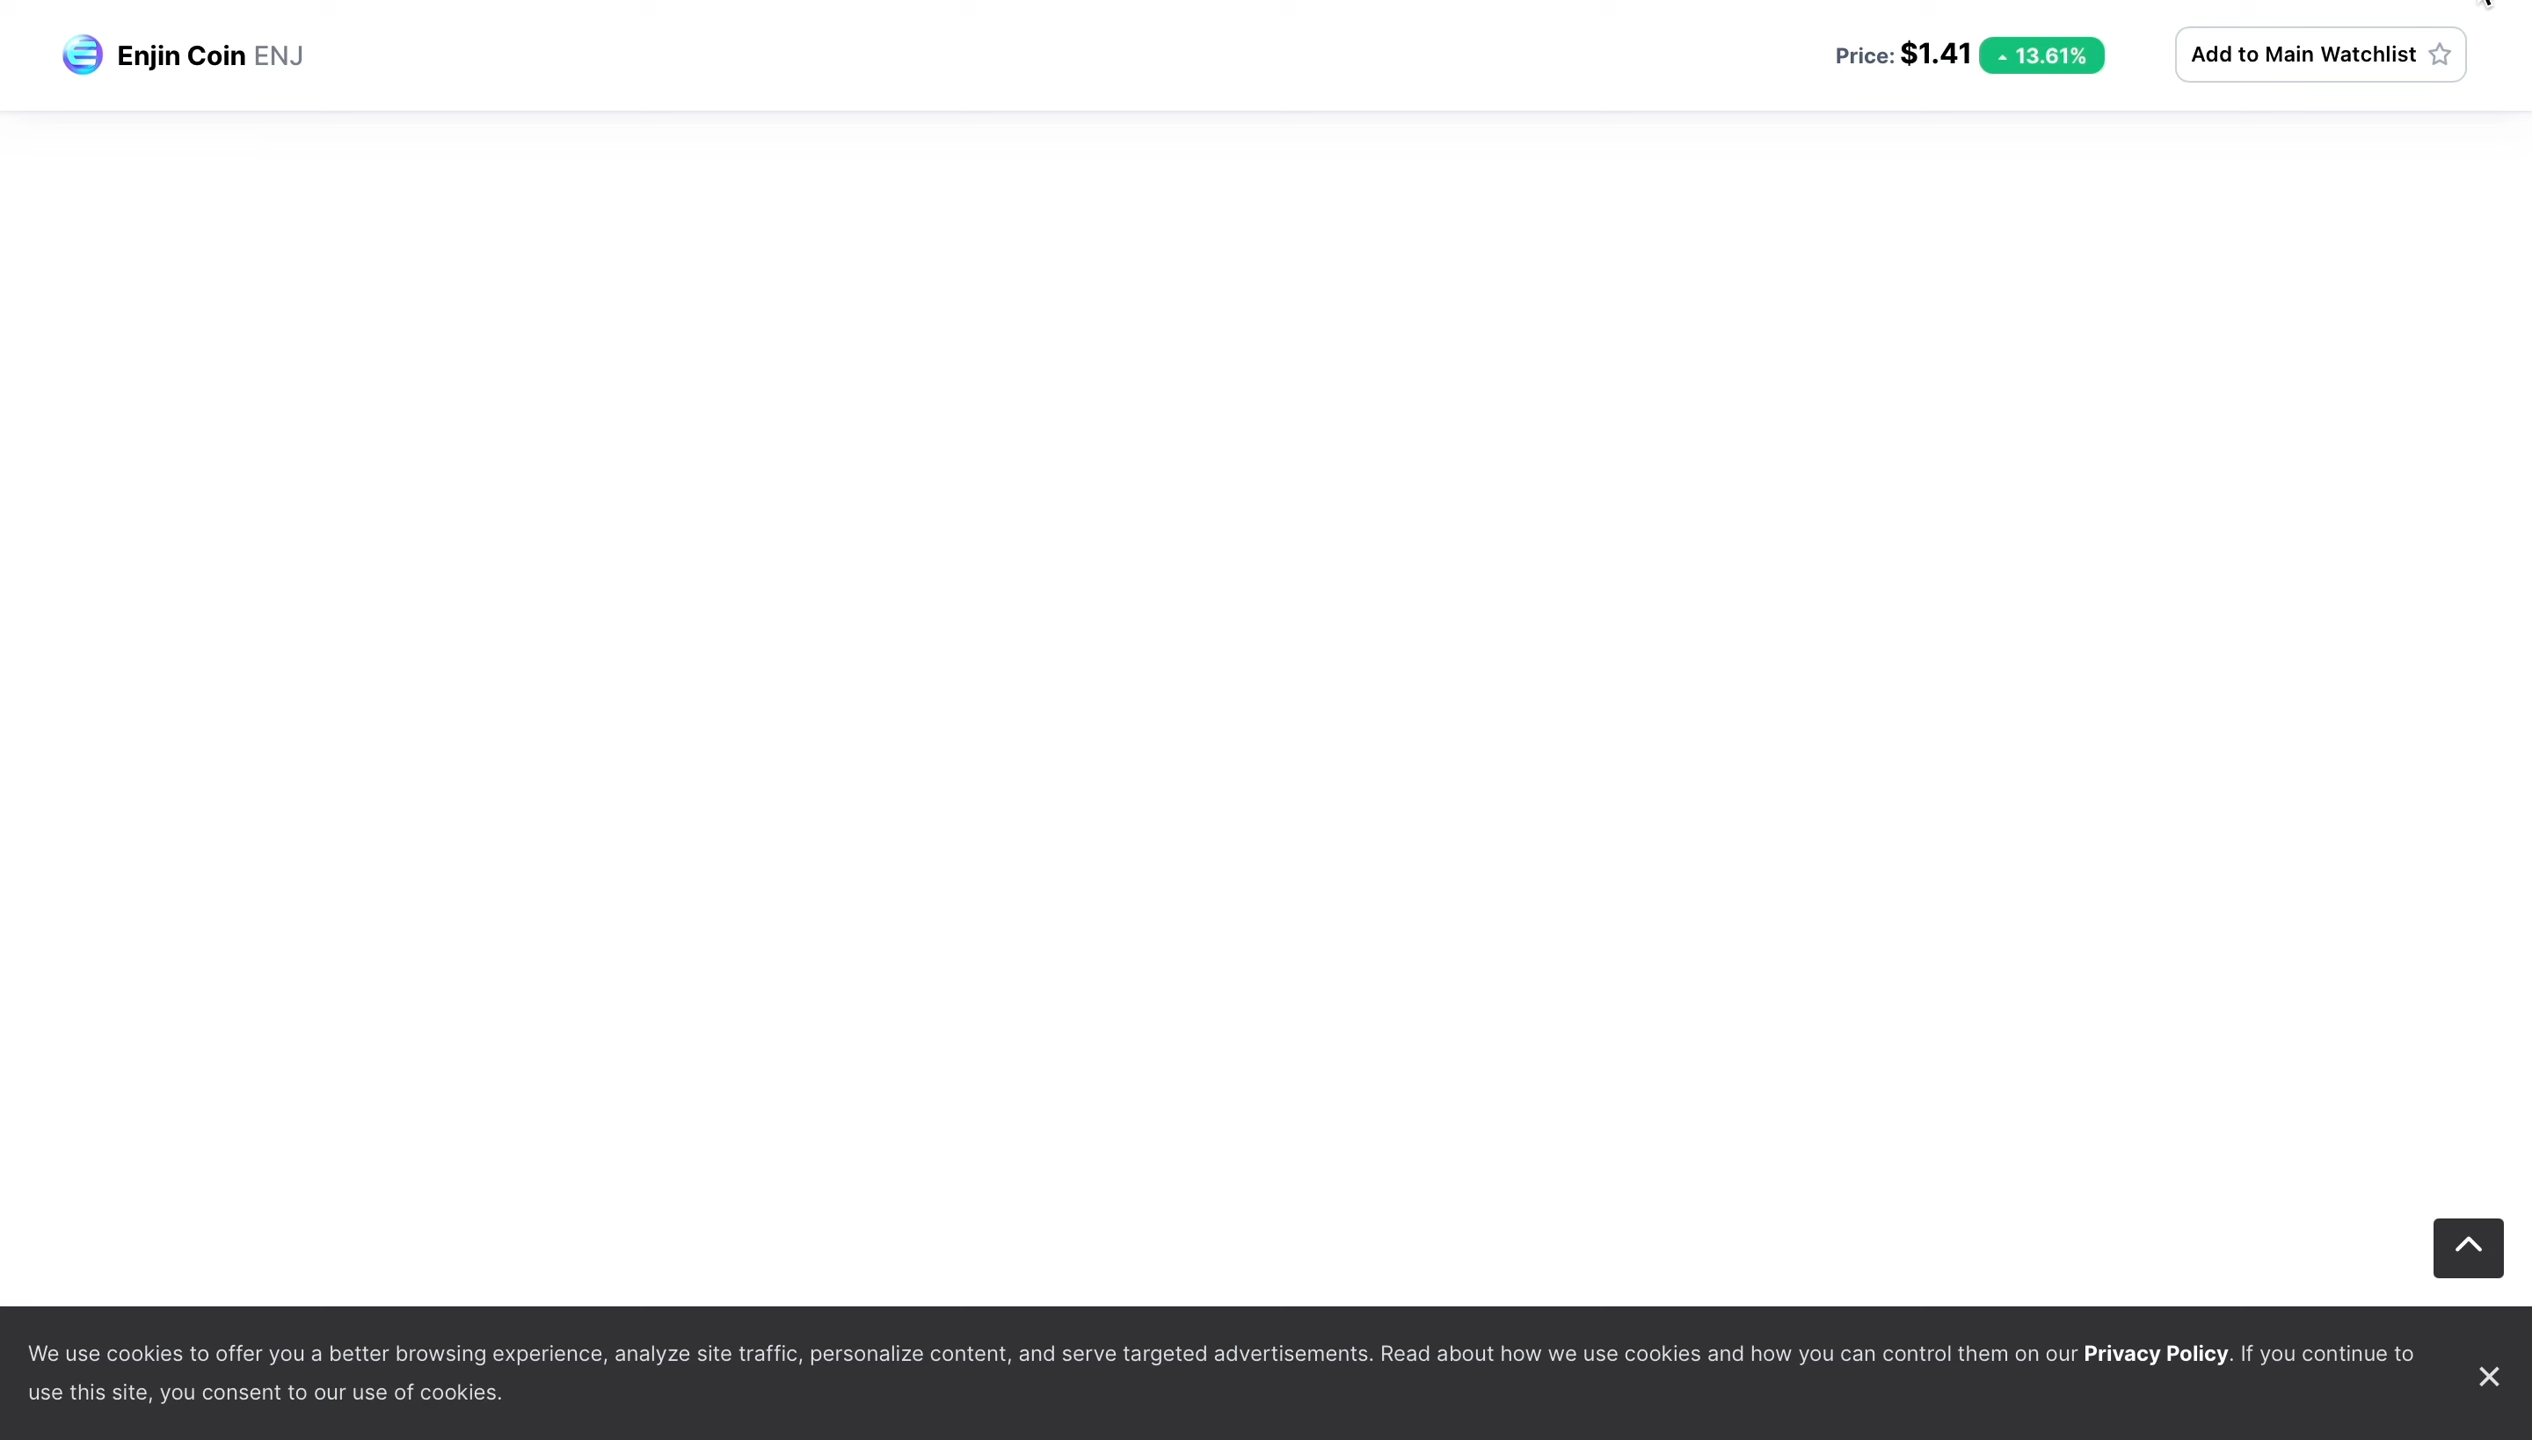 Enjin Coin ENJ
Price: $1.41 13.61%
Add to Main Watchlist
We use cookies to offer you a better browsing experience, analyze site traffic, personalize content, and serve targeted advertisements. Read about how we use cookies and how you can control them on our Privacy Policy. If you continue to
use this site, you consent to our use of cookies.